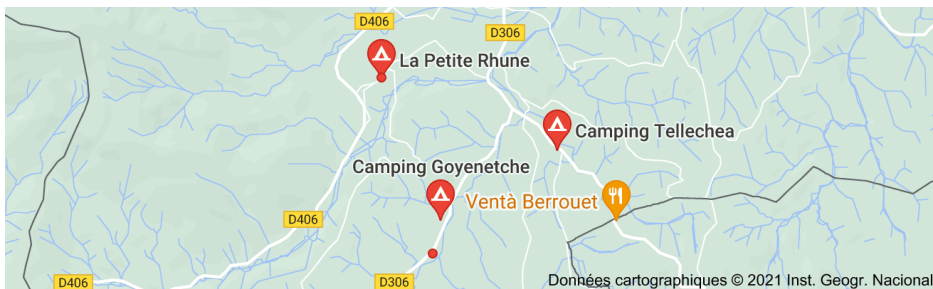 D406
D306
La Petite Rhune
Camping Tellechea
Camping Goyenetche
Ventà Berrouet
D406
D406
D306
Données cartographiques © 2021 Inst. Geogr. Nacional